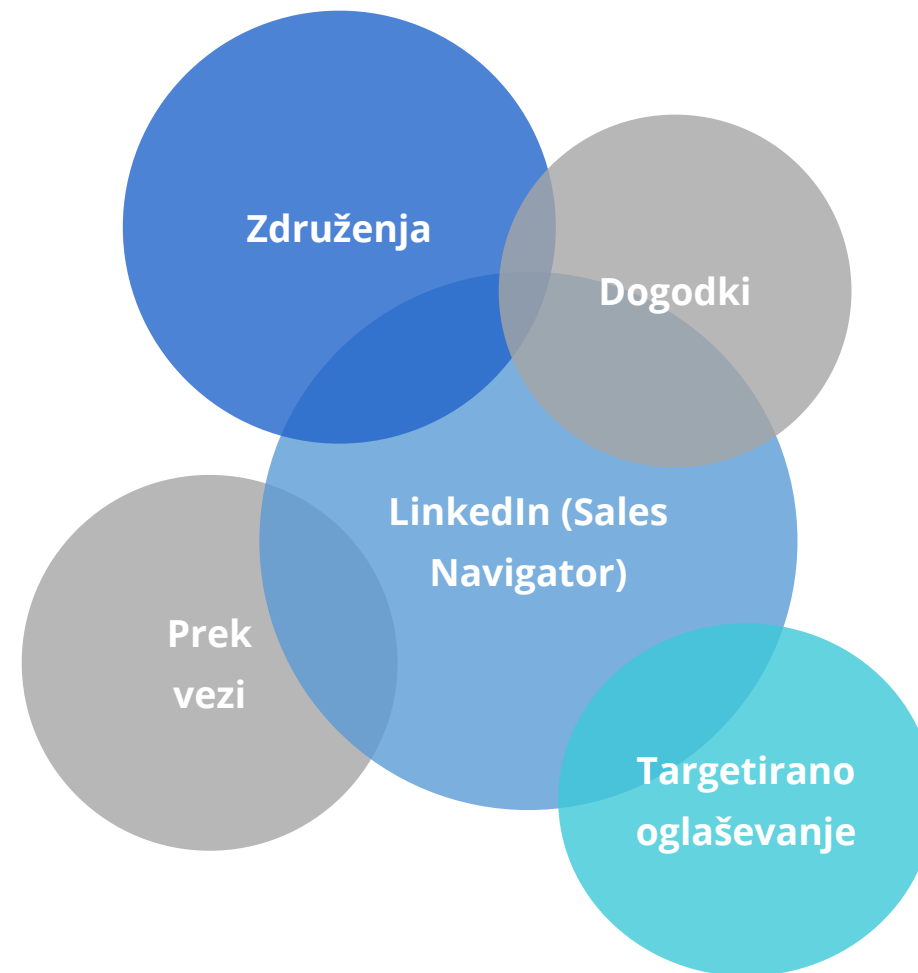 Združenja
Dogodki
LinkedIn (Sales
Navigator)
Prek
vezi
Targetirano
oglaševanje